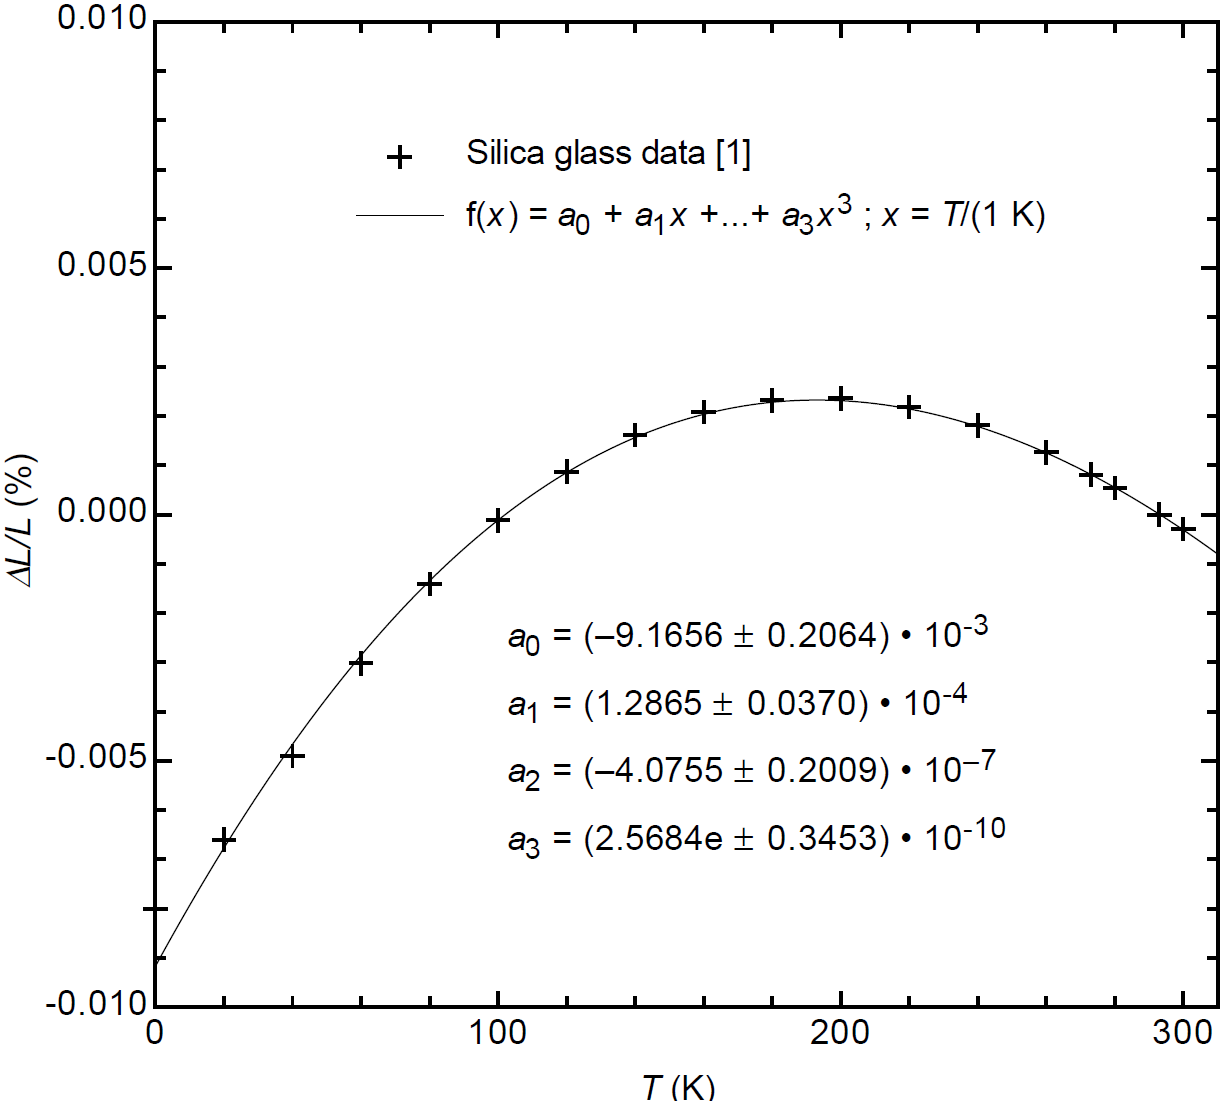 0.010
Silica glass data [1]
f(x) = a0 + a1x +...+ a3x3 ; x = T/(1 K)
0.005
ΔL/L (%)
0.000
a0 = (–9.1656 ± 0.2064) • 10-3
a1 = (1.2865 ± 0.0370) • 10-4
-0.005
a2 = (–4.0755 ± 0.2009) • 10–7
a3 = (2.5684e ± 0.3453) • 10-10
-0.010
0 100 200 300
T (K)